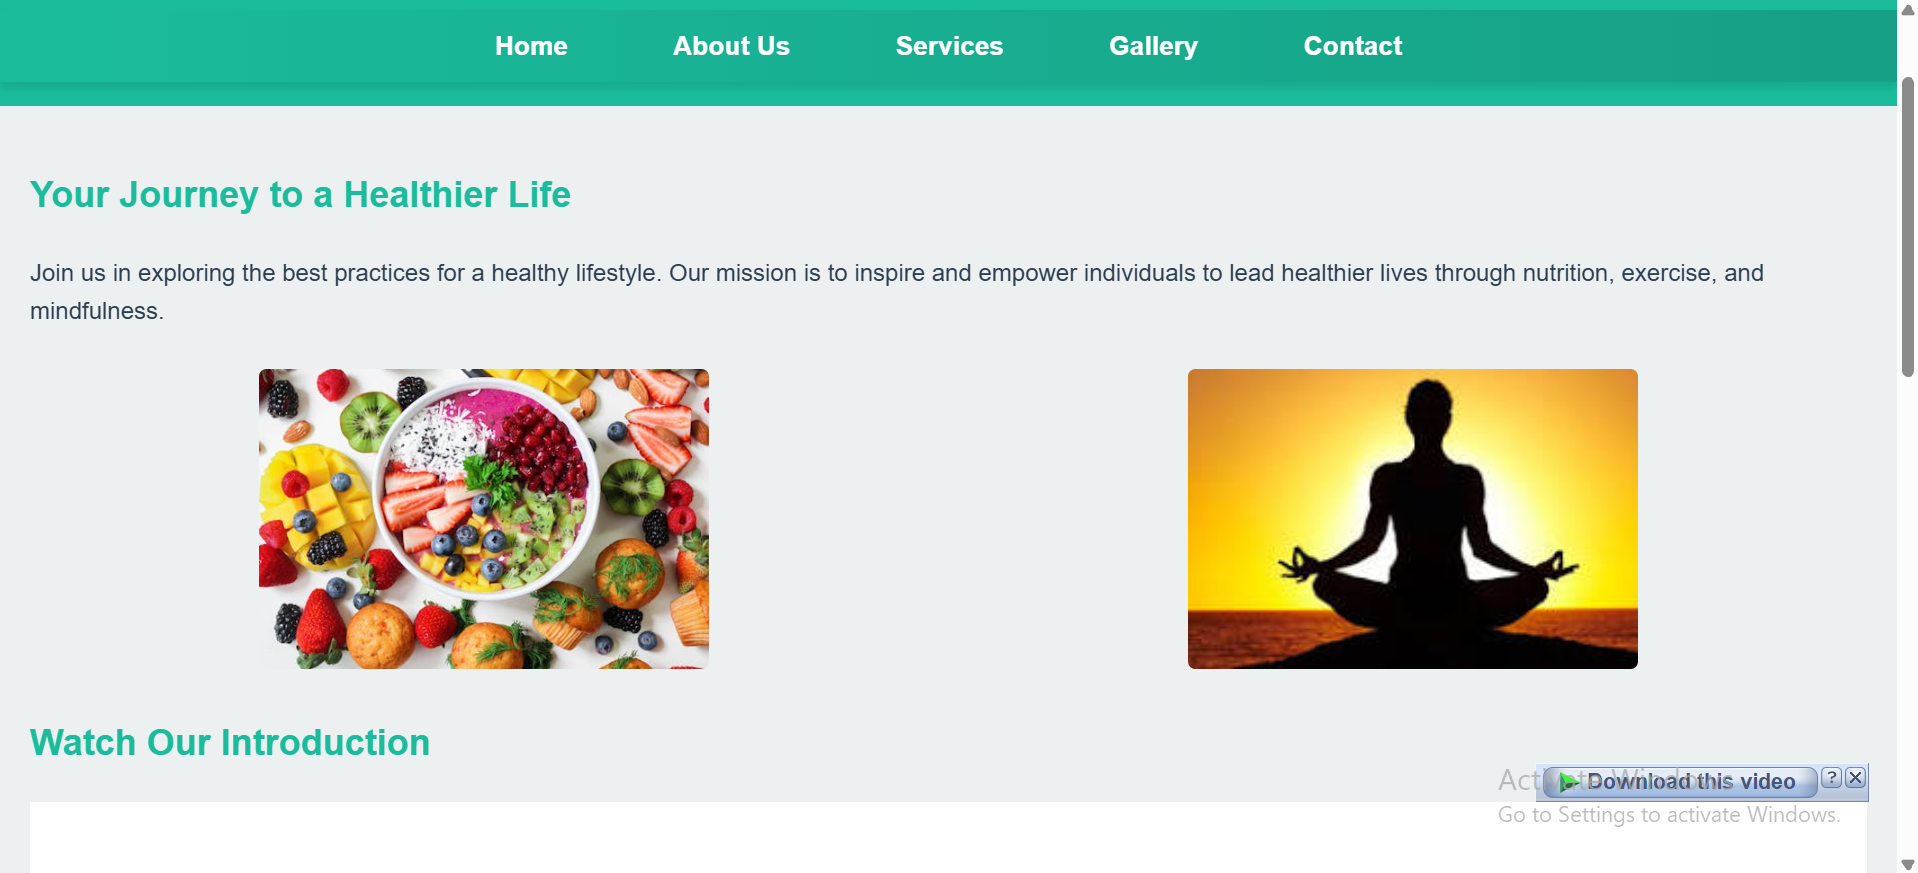 Home About Us Services Gallery Contact
Your Journey to a Healthier Life
Join us in exploring the best practices for a healthy lifestyle. Our mission is to inspire and empower individuals to lead healthier lives through nutrition, exercise, and
mindfulness.
Watch Our Introduction
Download this video ?
Activate Windows
Go to Settings to activate Windows.